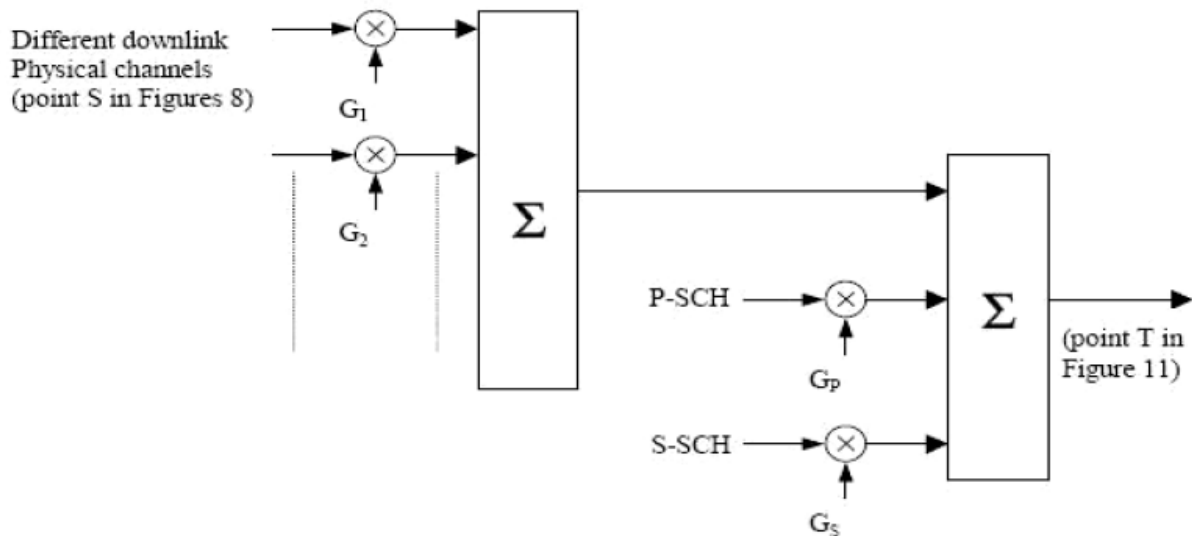 Different downlink
Physical channels
(point S in Figures 8)
G1
G2
Σ
P-SCH
GP
Σ
(point T in
Figure 11)
S-SCH
GS